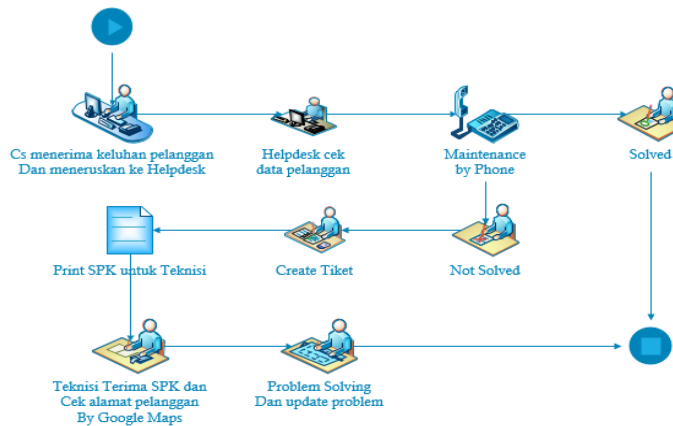 Cs menerima keluhan pelanggan
Dan meneruskan ke Helpdesk
Helpdesk cek
data pelanggan
Maintenance
by Phone
Solved
Print SPK untuk Teknisi
Create Tiket
Not Solved
Teknisi Terima SPK dan
Cek alamat pelanggan
By Google Maps
Problem Solving
Dan update problem